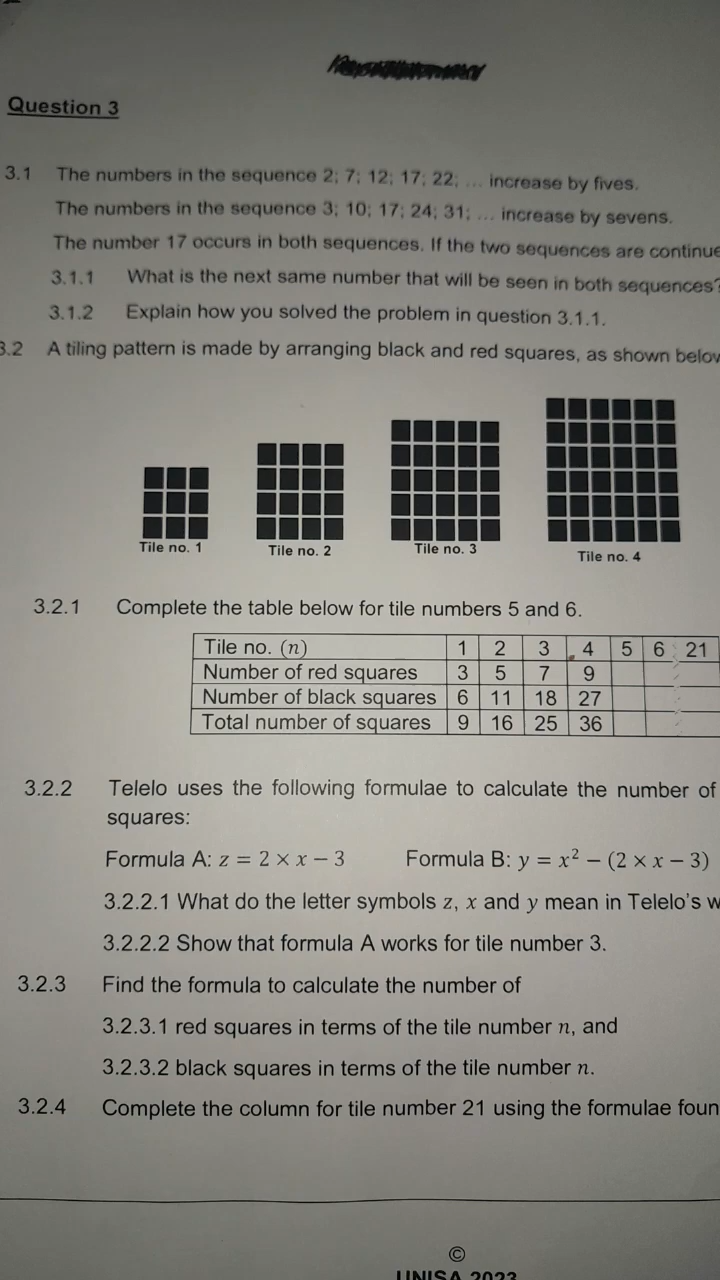 Question 3
3.1 The numbers in the sequence 2; 7; 12; 17; 22; ... increase by fives.
The numbers in the sequence 3; 10; 17; 24; 31; ... increase by sevens.
The number 17 occurs in both sequences. If the two sequences are continue
3.1.1 What is the next same number that will be seen in both sequences?
3.1.2 Explain how you solved the problem in question 3.1.1.
3.2 A tiling pattern is made by arranging black and red squares, as shown below
Tile no. 1 Tile no. 2 Tile no. 3 Tile no. 4
3.2.1 Complete the table below for tile numbers 5 and 6.
Tile no. (n) 1 2 3 4 5 6 21
Number of red squares 3 5 7 9
Number of black squares 6 11 18 27
Total number of squares 9 16 25 36
3.2.2 Telelo uses the following formulae to calculate the number of
squares:
Formula A: z = 2 × x − 3 Formula B: y = x² − (2 × x − 3)
3.2.2.1 What do the letter symbols z, x and y mean in Telelo's w
3.2.2.2 Show that formula A works for tile number 3.
3.2.3 Find the formula to calculate the number of
3.2.3.1 red squares in terms of the tile number n, and
3.2.3.2 black squares in terms of the tile number n.
3.2.4 Complete the column for tile number 21 using the formulae foun
©
UNISA 2023